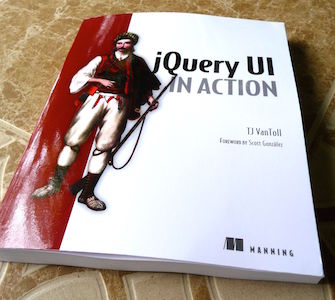 jQuery UI
IN ACTION
TJ VanToll
FOREWORD BY Scott González
MANNING